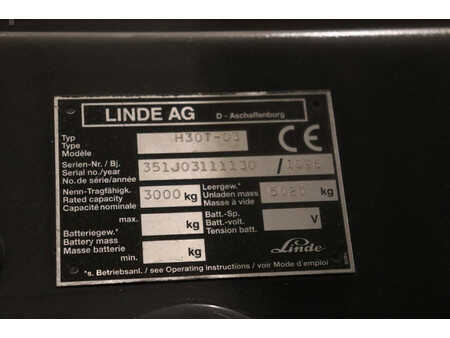 LINDE AG D - Aschaffenburg
Typ
Type H30T-03
Modèle
Serien-Nr. / Bj.
Serial no./year 351J03111130 /
No. de série/année
Nenn-Tragfähigk. Leergew.*
Rated capacity 3000 kg Unladen mass kg
Capacité nominale Masse à vide
max. kg Batt.-Sp.
Batteriegew.* Batt.-volt. V
Battery mass Tension batt.
Masse batterie kg Linde
min.
*s. Betriebsanl. / see Operating instructions / voir Mode d'emploi
CE